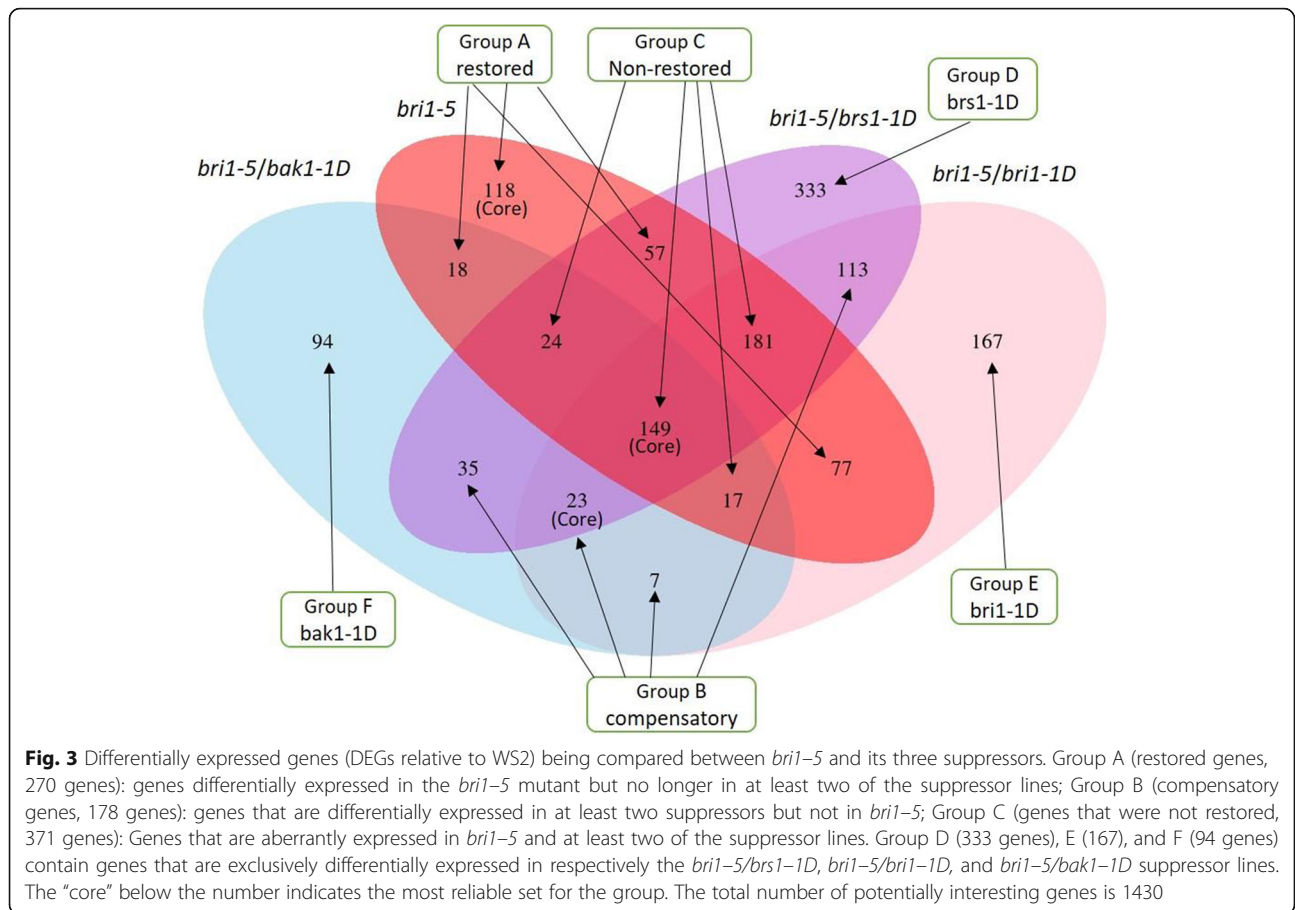 Group A
restored
Group C
Non-restored
Group D
brs1-1D
bri1-5
bri1-5/brs1-1D
bri1-5/bak1-1D
bri1-5/bri1-1D
118
(Core)
333
57
113
18
94
24
181
167
149
(Core)
35
77
23
(Core)
17
7
Group F
bak1-1D
Group E
bri1-1D
Group B
compensatory
Fig. 3 Differentially expressed genes (DEGs relative to WS2) being compared between bri1–5 and its three suppressors. Group A (restored genes,
270 genes): genes differentially expressed in the bri1–5 mutant but no longer in at least two of the suppressor lines; Group B (compensatory
genes, 178 genes): genes that are differentially expressed in at least two suppressors but not in bri1–5; Group C (genes that were not restored,
371 genes): Genes that are aberrantly expressed in bri1–5 and at least two of the suppressor lines. Group D (333 genes), E (167), and F (94 genes)
contain genes that are exclusively differentially expressed in respectively the bri1–5/brs1–1D, bri1–5/bri1–1D, and bri1–5/bak1–1D suppressor lines.
The “core” below the number indicates the most reliable set for the group. The total number of potentially interesting genes is 1430